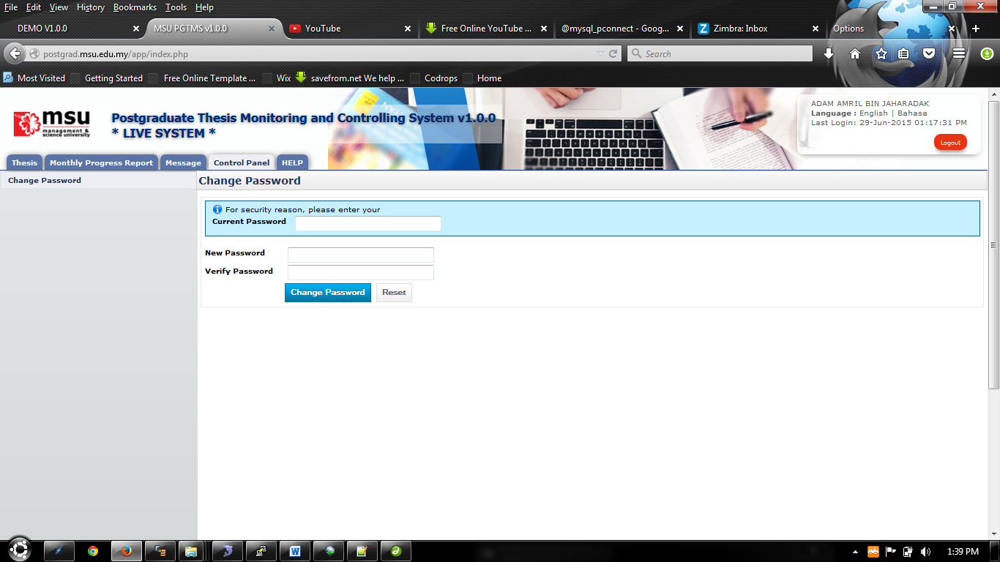 File Edit View History Bookmarks Tools Help
DEMO V1.0.0
MSU PGTMS v1.0.0
YouTube
Free Online YouTube ...
@mysql_pconnect - Goog...
Zimbra: Inbox
Options
postgrad.msu.edu.my/app/index.php
Search
Most Visited Getting Started Free Online Template ... Wix savefrom.net We help ... Codrops Home
msu
management &
science university
Postgraduate Thesis Monitoring and Controlling System v1.0.0
* LIVE SYSTEM *
ADAM AMRIL BIN JAHARADAK
Language : English | Bahasa
Last Login: 29-Jun-2015 01:17:31 PM
Logout
Thesis Monthly Progress Report Message Control Panel HELP
Change Password
Change Password
For security reason, please enter your
Current Password
New Password
Verify Password
Change Password Reset
1:39 PM